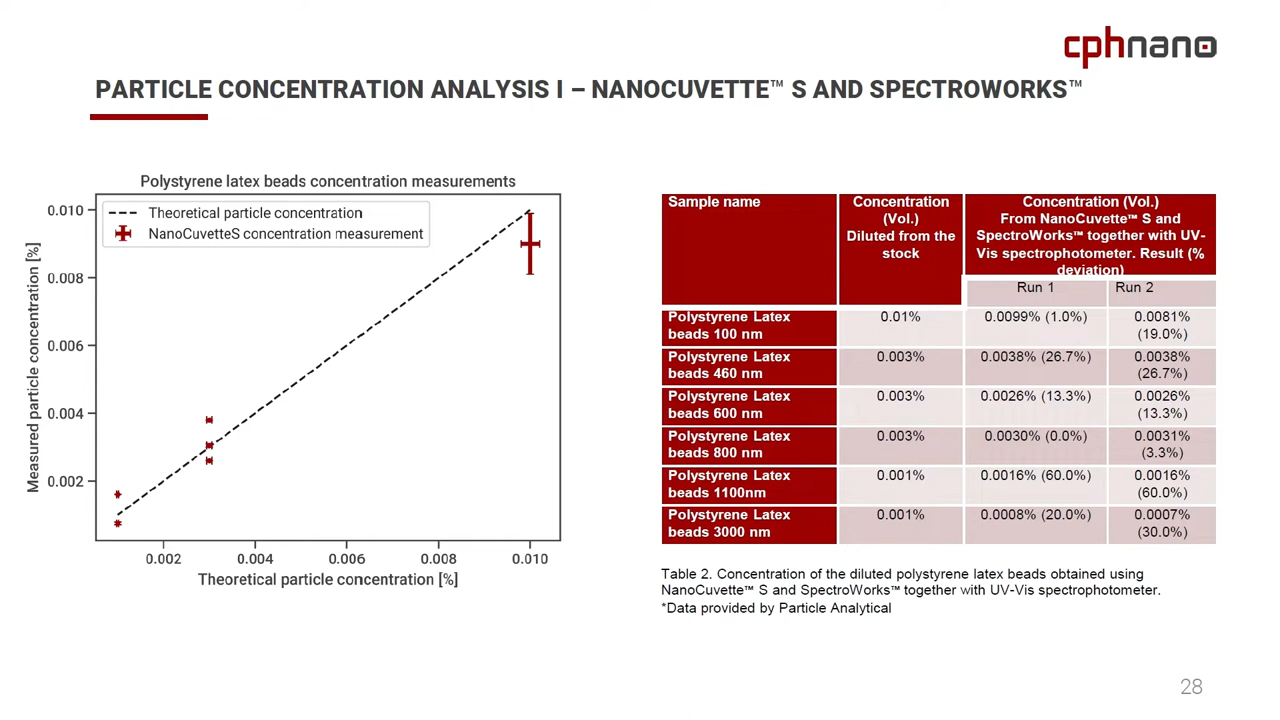 cphnano
PARTICLE CONCENTRATION ANALYSIS I – NANOCUVETTE™ S AND SPECTROWORKS™
Polystyrene latex beads concentration measurements
Theoretical particle concentration
NanoCuvetteS concentration measurement
Measured particle concentration [%]
0.010
0.008
0.006
0.004
0.002
0.002 0.004 0.006 0.008 0.010
Theoretical particle concentration [%]
Sample name
Concentration
(Vol.)
Diluted from the
stock
Concentration (Vol.)
From NanoCuvette™ S and
SpectroWorks™ together with UV-
Vis spectrophotometer. Result (%
deviation)
Run 1
Run 2
Polystyrene Latex
beads 100 nm
0.01%
0.0099% (1.0%)
0.0081%
(19.0%)
Polystyrene Latex
beads 460 nm
0.003%
0.0038% (26.7%)
0.0038%
(26.7%)
Polystyrene Latex
beads 600 nm
0.003%
0.0026% (13.3%)
0.0026%
(13.3%)
Polystyrene Latex
beads 800 nm
0.003%
0.0030% (0.0%)
0.0031%
(3.3%)
Polystyrene Latex
beads 1100nm
0.001%
0.0016% (60.0%)
0.0016%
(60.0%)
Polystyrene Latex
beads 3000 nm
0.001%
0.0008% (20.0%)
0.0007%
(30.0%)
Table 2. Concentration of the diluted polystyrene latex beads obtained using
NanoCuvette™ S and SpectroWorks™ together with UV-Vis spectrophotometer.
*Data provided by Particle Analytical
28